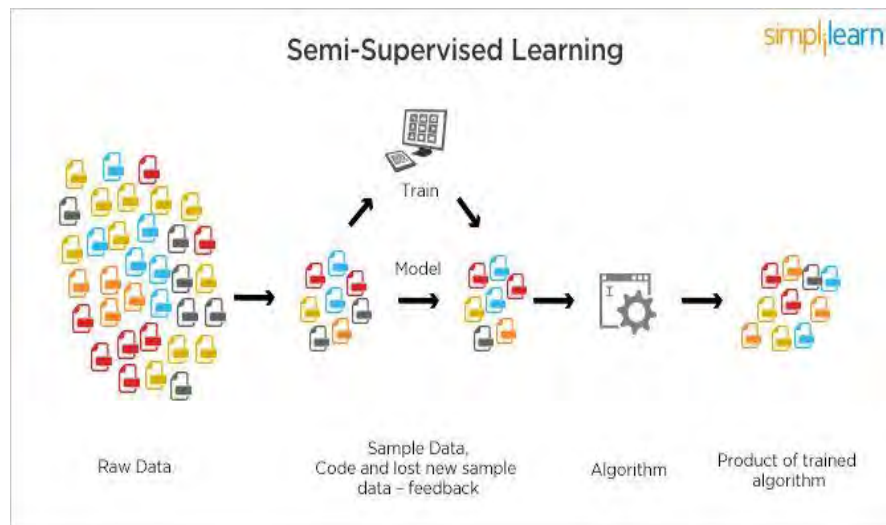 Semi-Supervised Learning
simplilearn
Train
Model
Raw Data
Sample Data,
Code and lost new sample
data – feedback
Algorithm
Product of trained
algorithm